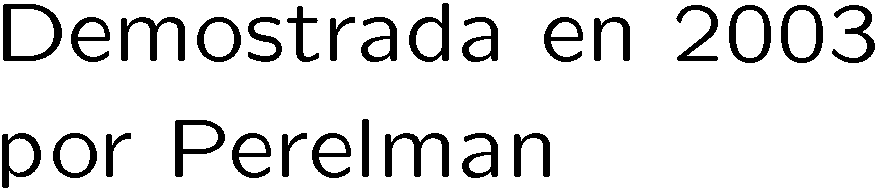 Demostrada en 2003
por Perelman